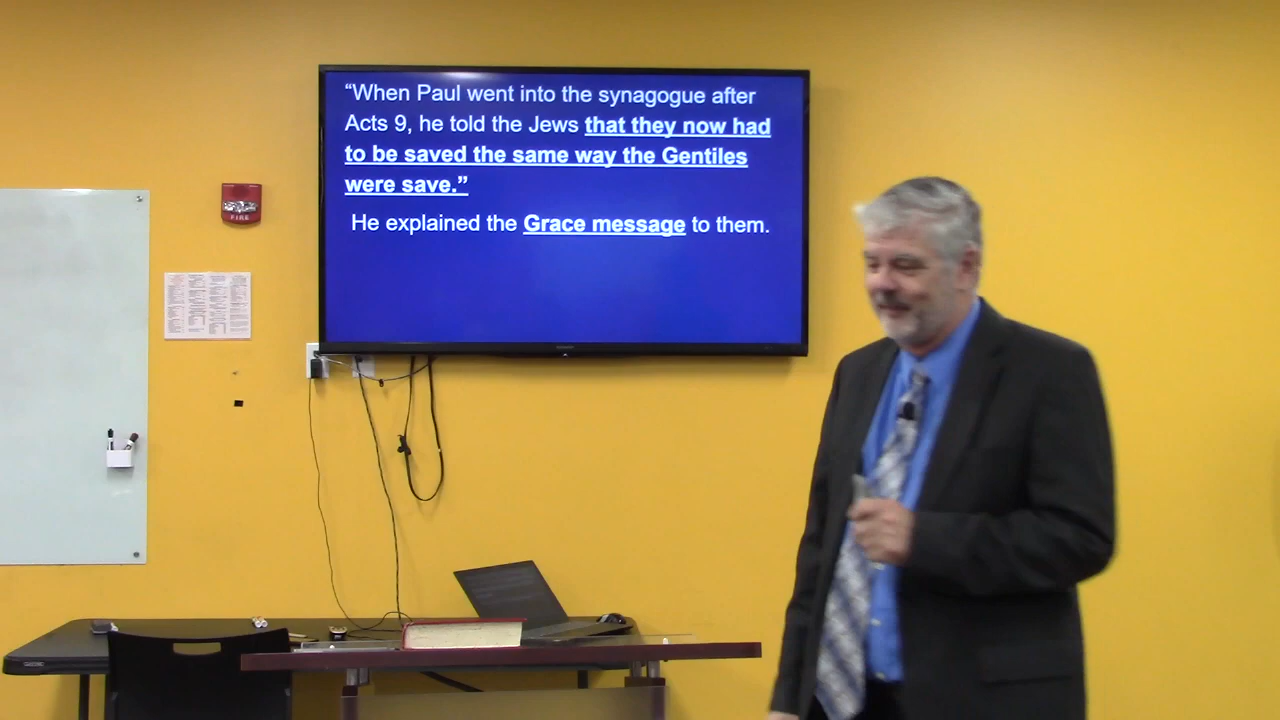 “When Paul went into the synagogue after
Acts 9, he told the Jews that they now had
to be saved the same way the Gentiles
were save.”
He explained the Grace message to them.
FIRE